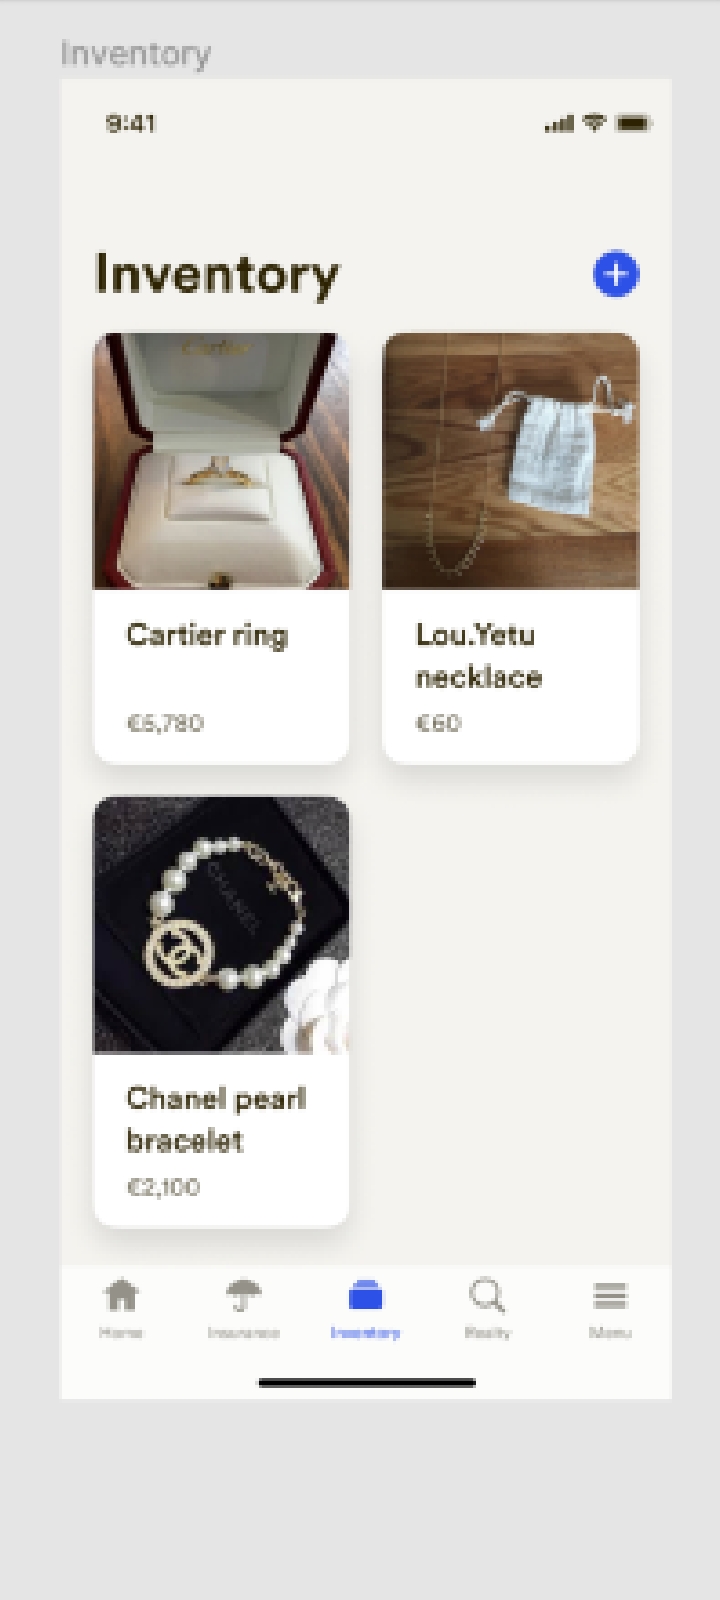 Inventory
9:41
Inventory
Cartier
Cartier ring
Lou.Yetu
necklace
€5,780
€60
CHANEL
Chanel pearl
bracelet
€2,100
Home
Insurance
Inventory
Realty
Menu